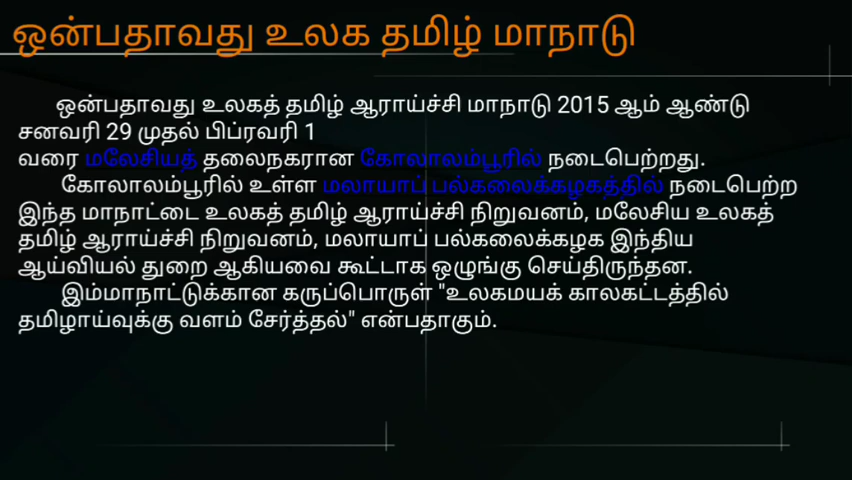 ஒன்பதாவது உலக தமிழ் மாநாடு
ஒன்பதாவது உலகத் தமிழ் ஆராய்ச்சி மாநாடு 2015 ஆம் ஆண்டு
சனவரி 29 முதல் பிப்ரவரி 1
வரை மலேசியத் தலைநகரான கோலாலம்பூரில் நடைபெற்றது.
கோலாலம்பூரில் உள்ள மலாயாப் பல்கலைக்கழகத்தில் நடைபெற்ற
இந்த மாநாட்டை உலகத் தமிழ் ஆராய்ச்சி நிறுவனம், மலேசிய உலகத்
தமிழ் ஆராய்ச்சி நிறுவனம், மலாயாப் பல்கலைக்கழக இந்திய
ஆய்வியல் துறை ஆகியவை கூட்டாக ஒழுங்கு செய்திருந்தன.
இம்மாநாட்டுக்கான கருப்பொருள் "உலகமயக் காலகட்டத்தில்
தமிழாய்வுக்கு வளம் சேர்த்தல்" என்பதாகும்.